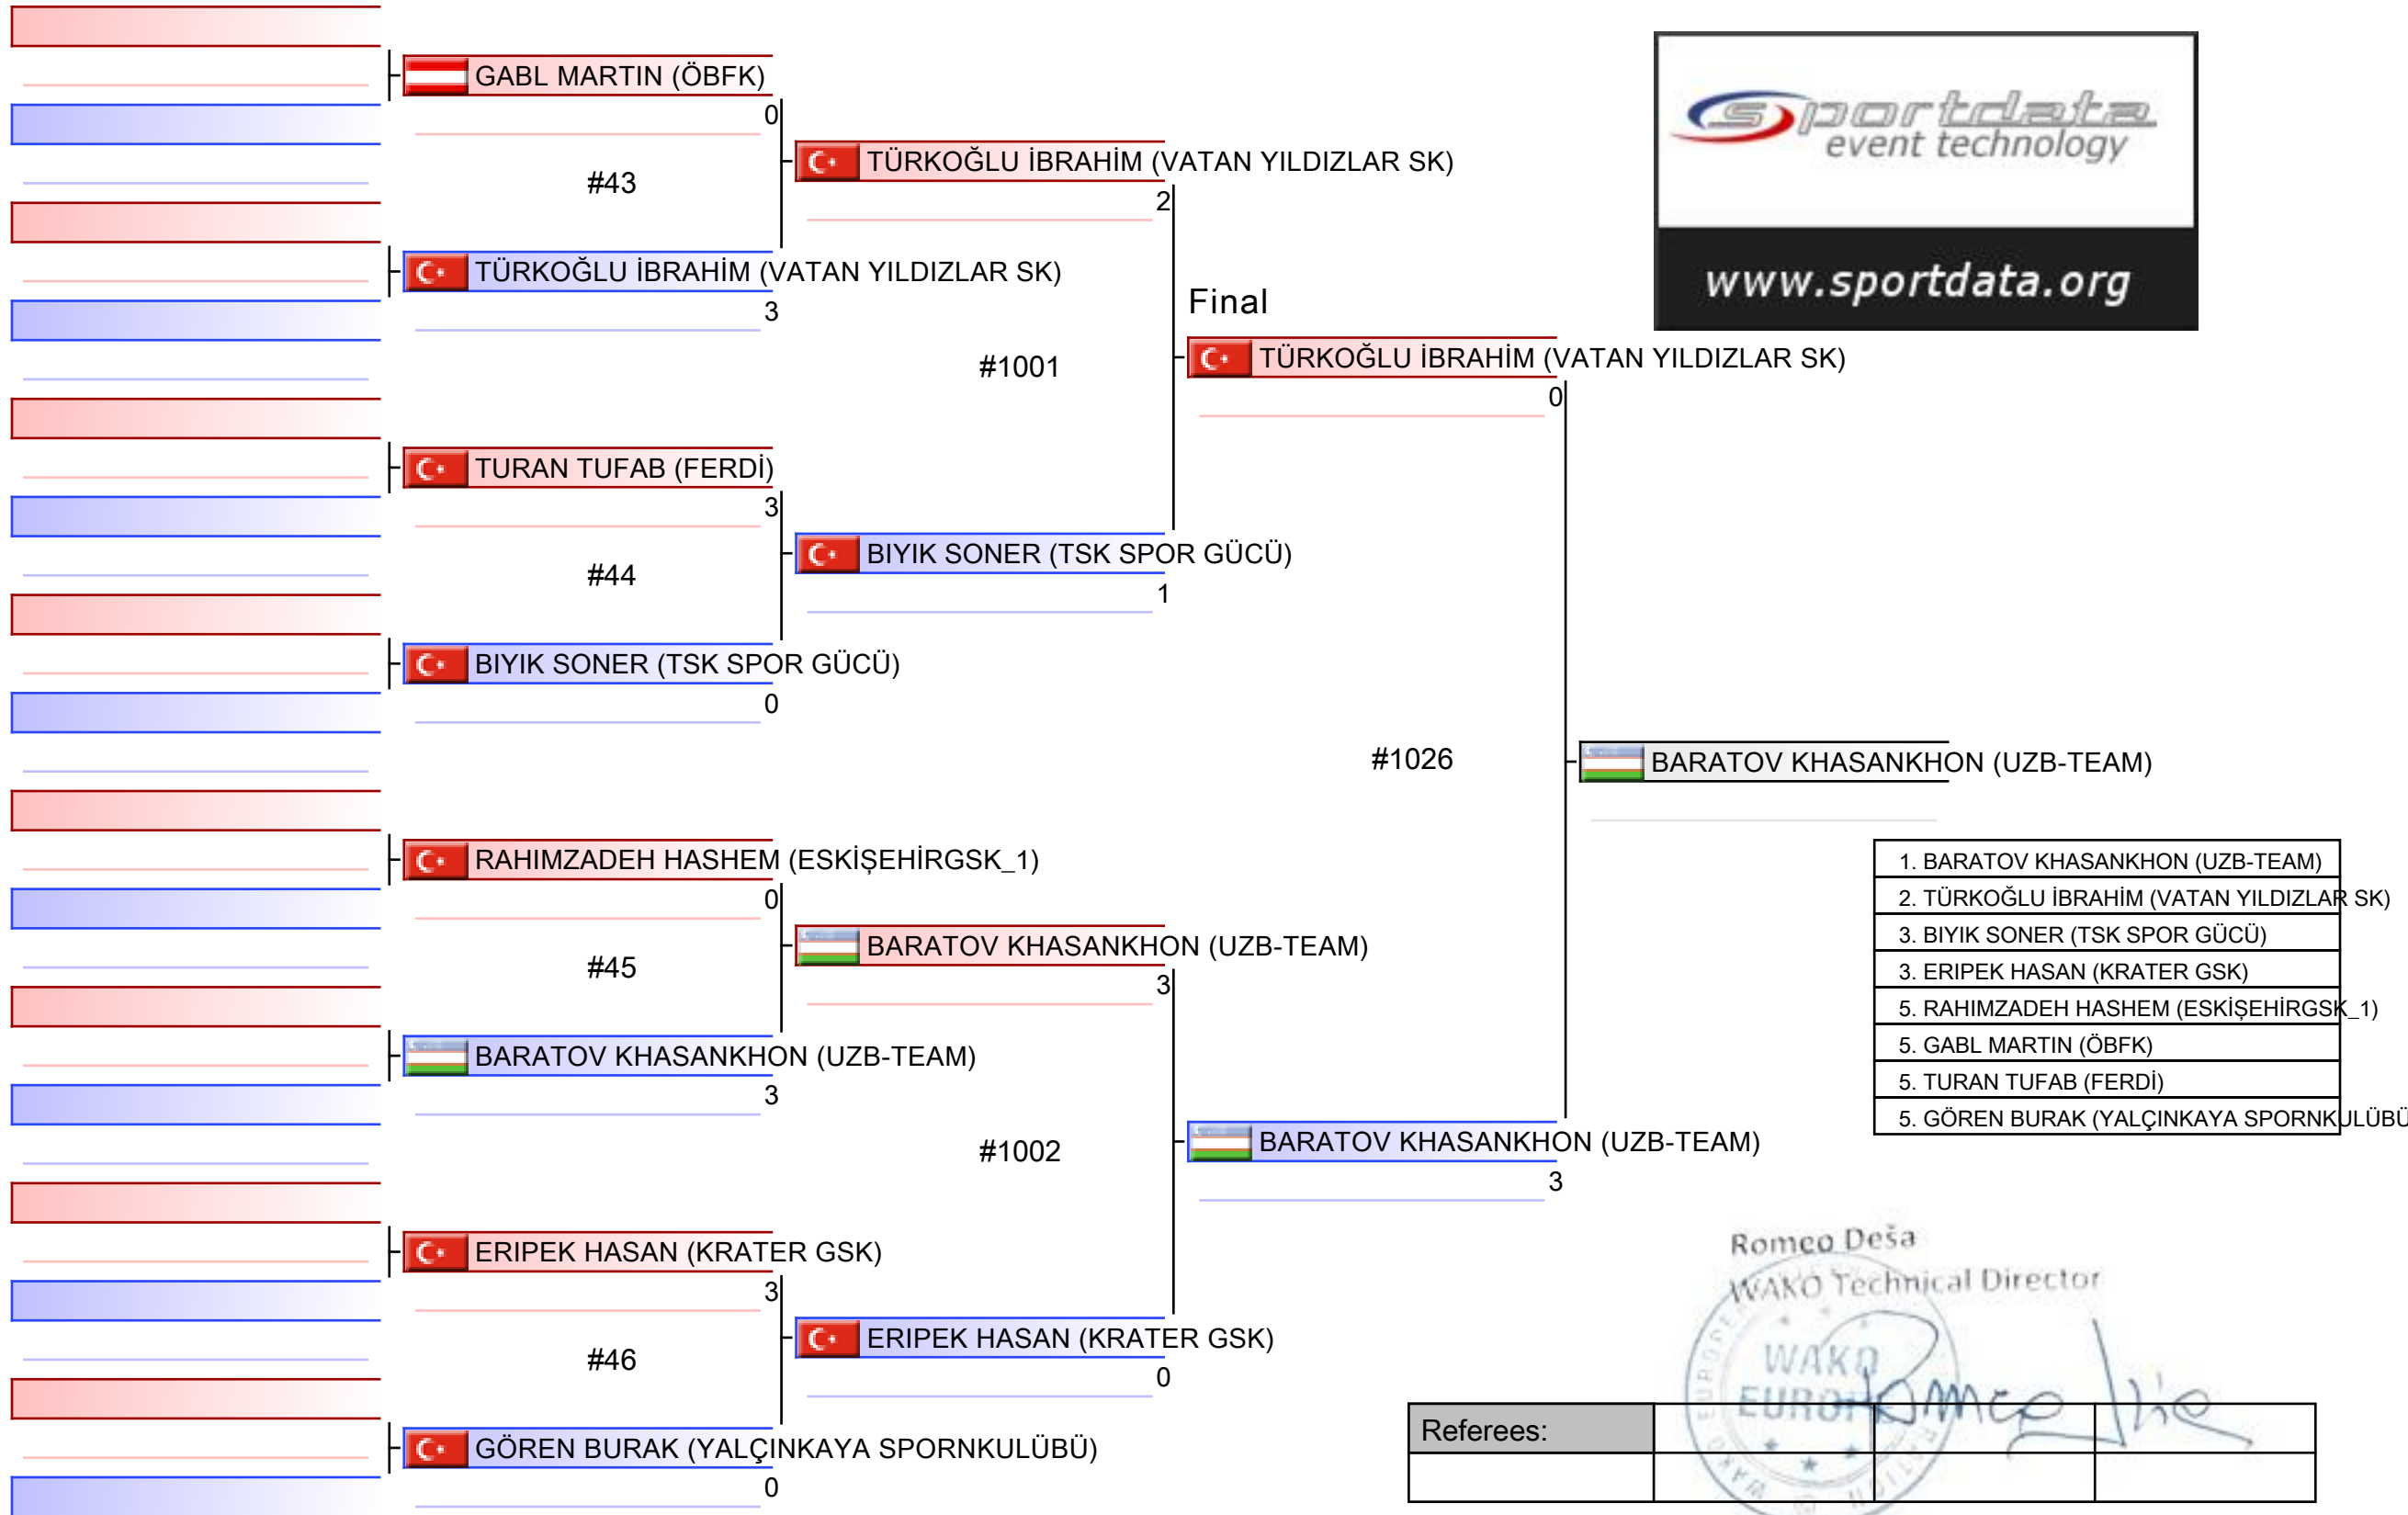 GABL MARTIN (ÖBFK)
0
#43
TÜRKOĞLU İBRAHİM (VATAN YILDIZLAR SK)
3
TURAN TUFAB (FERDİ)
3
#44
BIYIK SONER (TSK SPOR GÜCÜ)
0
RAHIMZADEH HASHEM (ESKİŞEHİRGSK_1)
0
#45
BARATOV KHASANKHON (UZB-TEAM)
3
ERIPEK HASAN (KRATER GSK)
3
#46
GÖREN BURAK (YALÇINKAYA SPORNKULÜBÜ)
0
TÜRKOĞLU İBRAHİM (VATAN YILDIZLAR SK)
2
#1001
BIYIK SONER (TSK SPOR GÜCÜ)
1
BARATOV KHASANKHON (UZB-TEAM)
3
#1002
ERIPEK HASAN (KRATER GSK)
0
Final
TÜRKOĞLU İBRAHİM (VATAN YILDIZLAR SK)
0
#1026
BARATOV KHASANKHON (UZB-TEAM)
3
BARATOV KHASANKHON (UZB-TEAM)
sportdata
event technology
www.sportdata.org
1. BARATOV KHASANKHON (UZB-TEAM)
2. TÜRKOĞLU İBRAHİM (VATAN YILDIZLAR SK)
3. BIYIK SONER (TSK SPOR GÜCÜ)
3. ERIPEK HASAN (KRATER GSK)
5. RAHIMZADEH HASHEM (ESKİŞEHİRGSK_1)
5. GABL MARTIN (ÖBFK)
5. TURAN TUFAB (FERDİ)
5. GÖREN BURAK (YALÇINKAYA SPORNKULÜBÜ
Romeo Deša
WAKO Technical Director
WAKO
EUROPE
Referees: